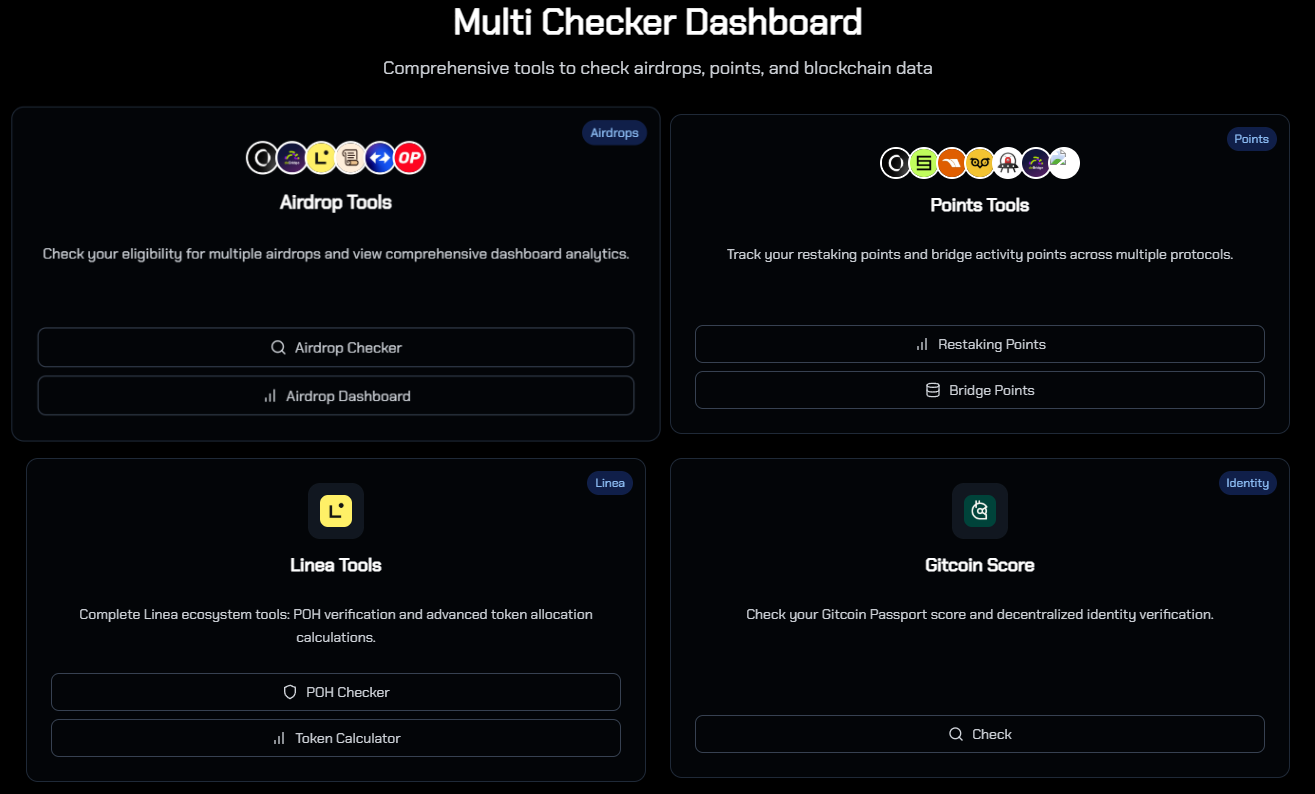 Multi Checker Dashboard
Comprehensive tools to check airdrops, points, and blockchain data
Airdrops
L
OP
Airdrop Tools
Check your eligibility for multiple airdrops and view comprehensive dashboard analytics.
Airdrop Checker
Airdrop Dashboard
Points
Points Tools
Track your restaking points and bridge activity points across multiple protocols.
Restaking Points
Bridge Points
Linea
L
Linea Tools
Complete Linea ecosystem tools: POH verification and advanced token allocation
calculations.
POH Checker
Token Calculator
Identity
Gitcoin Score
Check your Gitcoin Passport score and decentralized identity verification.
Check